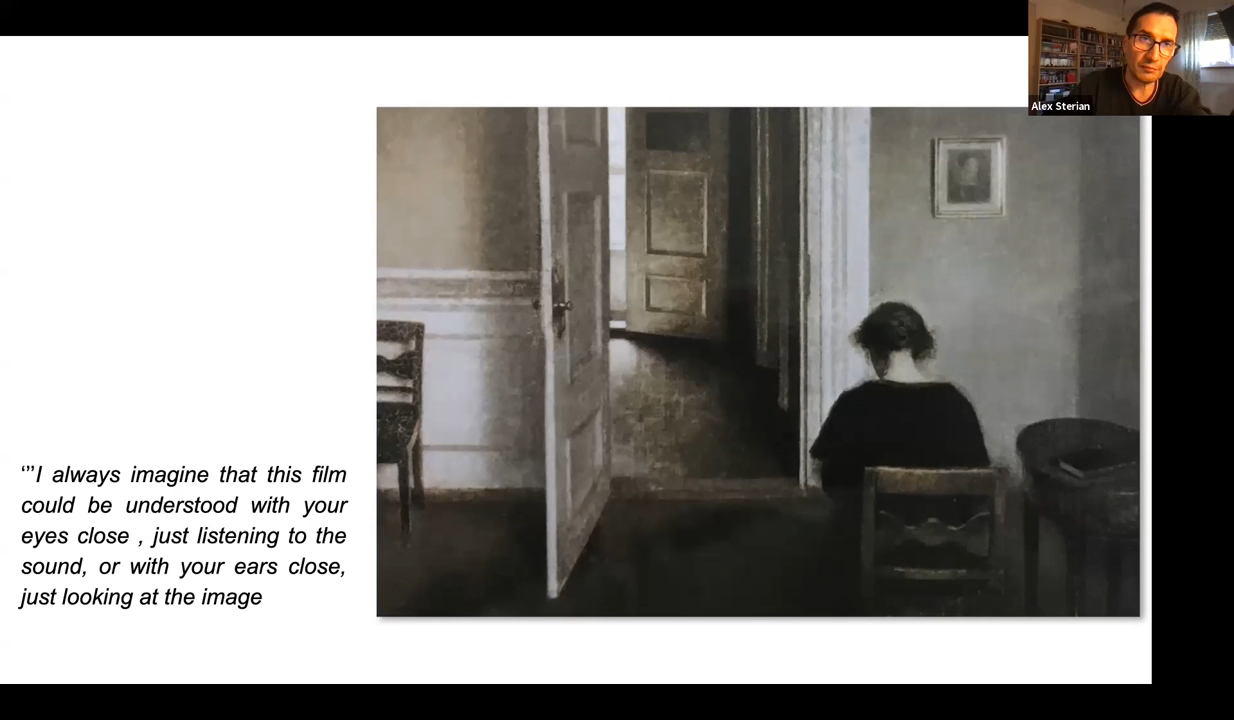 Alex Sterian
‘”I always imagine that this film
could be understood with your
eyes close , just listening to the
sound, or with your ears close,
just looking at the image